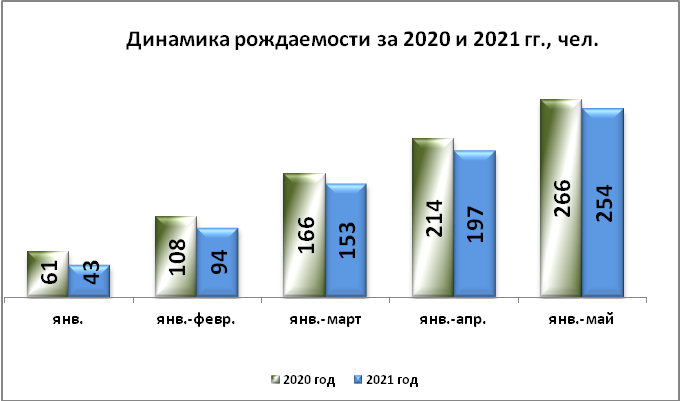 Динамика рождаемости за 2020 и 2021 гг., чел.
61
43
108
94
166
153
214
197
266
254
янв.
янв.-февр.
янв.-март
янв.-апр.
янв.-май
2020 год
2021 год